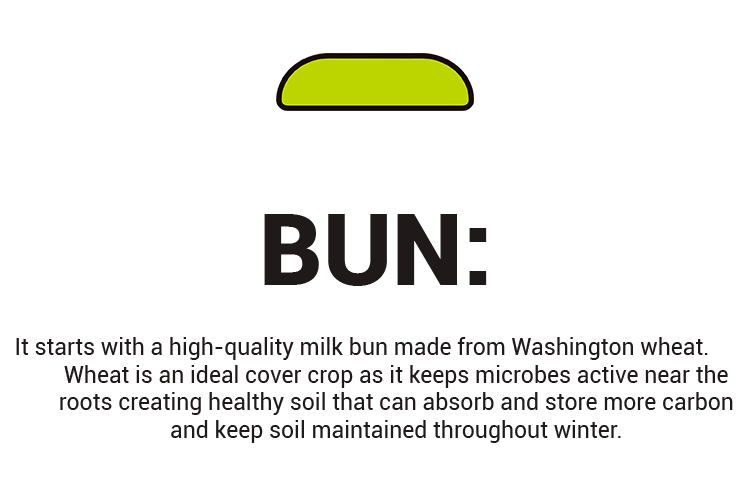 BUN:
It starts with a high-quality milk bun made from Washington wheat.
Wheat is an ideal cover crop as it keeps microbes active near the
roots creating healthy soil that can absorb and store more carbon
and keep soil maintained throughout winter.